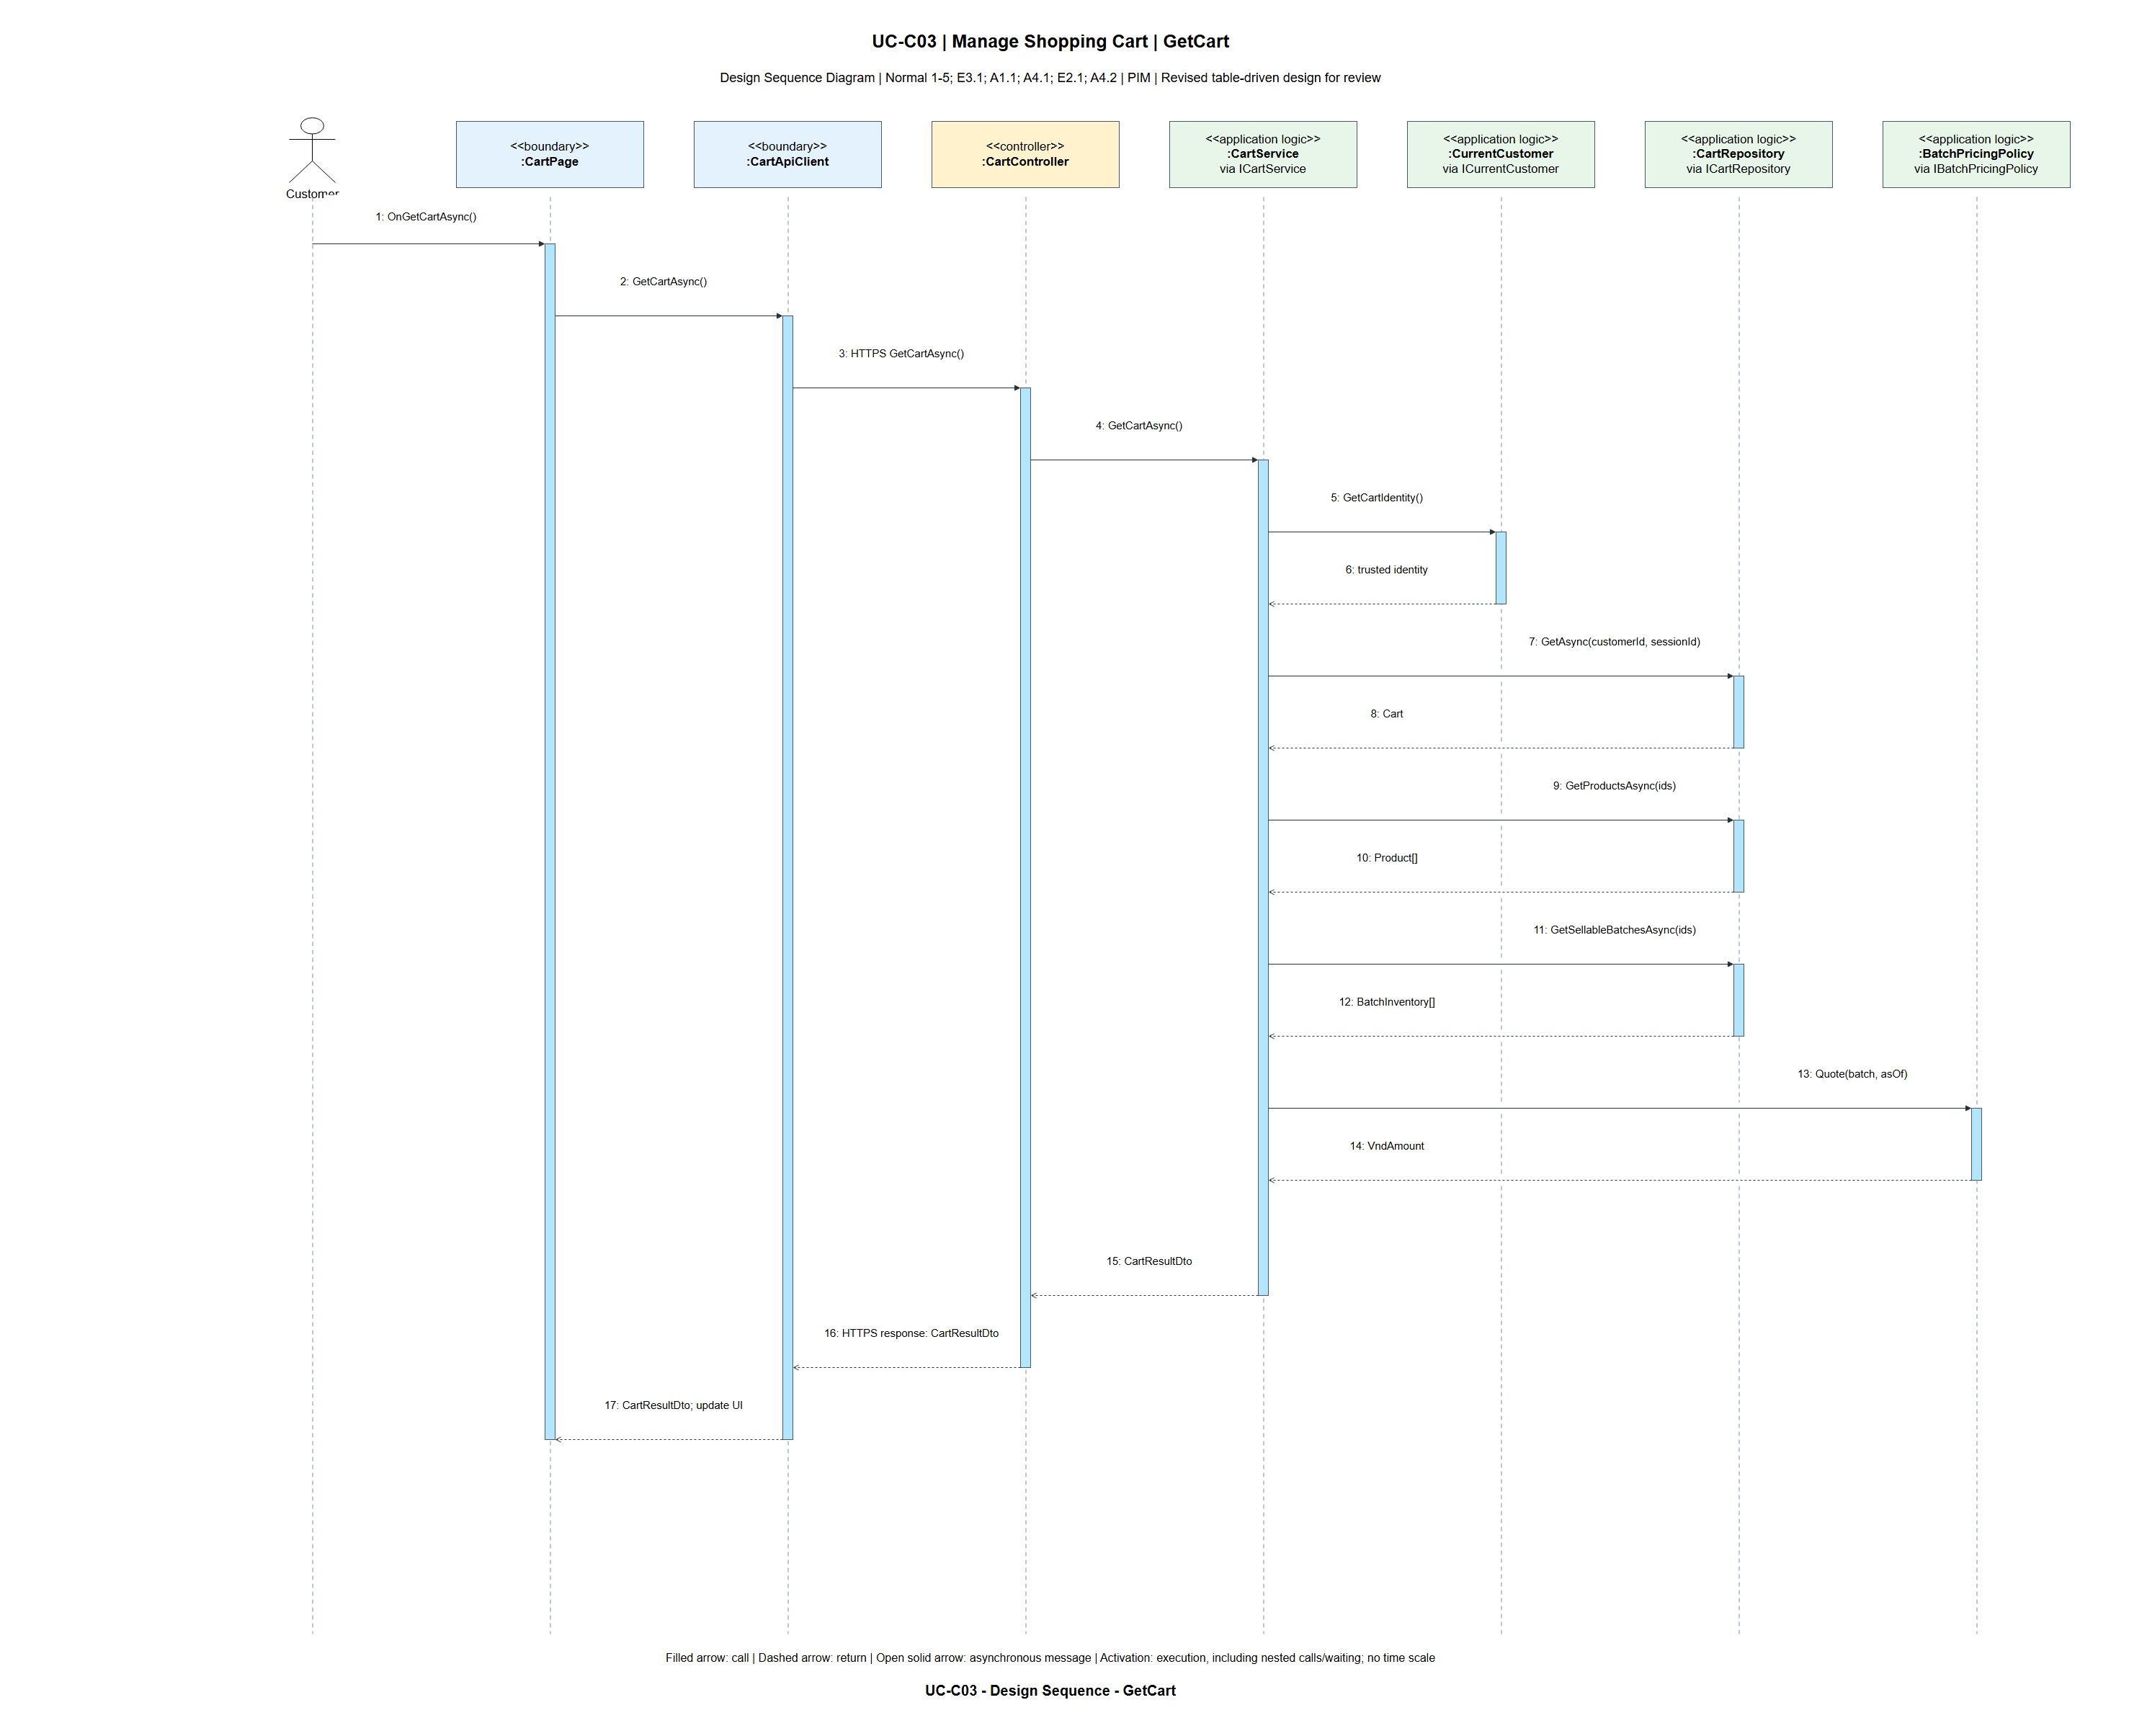 UC-C03 | Manage Shopping Cart | GetCart
Design Sequence Diagram | Normal 1-5; E3.1; A1.1; A4.1; E2.1; A4.2 | PIM | Revised table-driven design for review
Customer
<<boundary>>
:CartPage
<<boundary>>
:CartApiClient
<<controller>>
:CartController
<<application logic>>
:CartService
via ICartService
<<application logic>>
:CurrentCustomer
via ICurrentCustomer
<<application logic>>
:CartRepository
via ICartRepository
<<application logic>>
:BatchPricingPolicy
via IBatchPricingPolicy
1: OnGetCartAsync()
2: GetCartAsync()
3: HTTPS GetCartAsync()
4: GetCartAsync()
5: GetCartIdentity()
6: trusted identity
7: GetAsync(customerId, sessionId)
8: Cart
9: GetProductsAsync(ids)
10: Product[]
11: GetSellableBatchesAsync(ids)
12: BatchInventory[]
13: Quote(batch, asOf)
14: VndAmount
15: CartResultDto
16: HTTPS response: CartResultDto
17: CartResultDto; update UI
Filled arrow: call | Dashed arrow: return | Open solid arrow: asynchronous message | Activation: execution, including nested calls/waiting; no time scale
UC-C03 - Design Sequence - GetCart